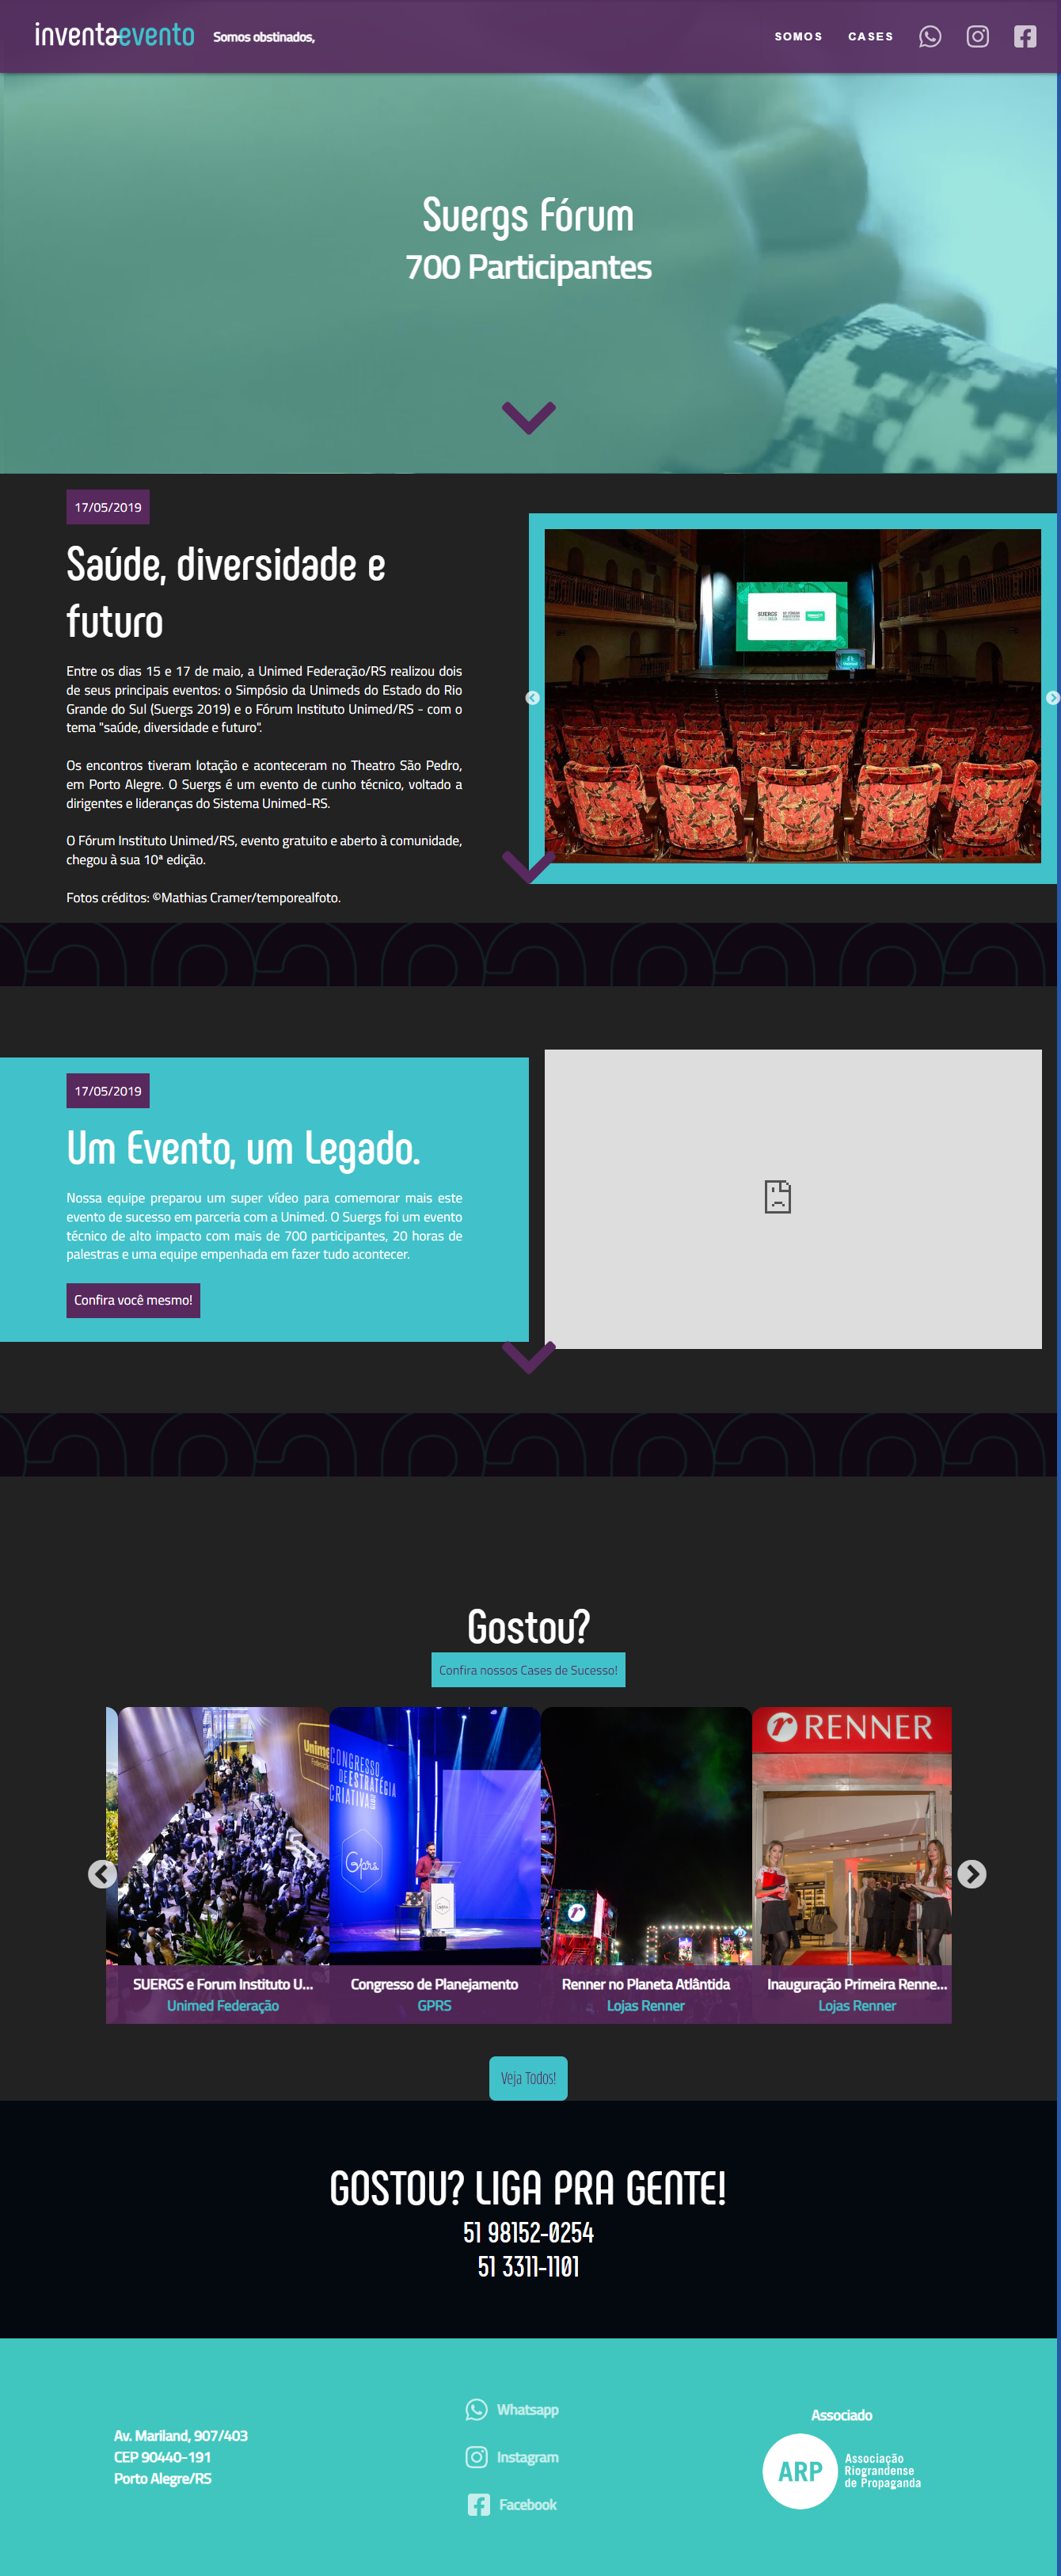 inventaevento
Somos obstinados,
SOMOS
CASES
Suergs Fórum
700 Participantes
17/05/2019
Saúde, diversidade e
futuro
Entre os dias 15 e 17 de maio, a Unimed Federação/RS realizou dois
de seus principais eventos: o Simpósio da Unimeds do Estado do Rio
Grande do Sul (Suergs 2019) e o Fórum Instituto Unimed/RS - com o
tema "saúde, diversidade e futuro".
Os encontros tiveram lotação e aconteceram no Theatro São Pedro,
em Porto Alegre. O Suergs é um evento de cunho técnico, voltado a
dirigentes e lideranças do Sistema Unimed-RS.
O Fórum Instituto Unimed/RS, evento gratuito e aberto à comunidade,
chegou à sua 10ª edição.
Fotos créditos: ©Mathias Cramer/temporealfoto.
SUERGS
17/05/2019
Um Evento, um Legado.
Nossa equipe preparou um super vídeo para comemorar mais este
evento de sucesso em parceria com a Unimed. O Suergs foi um evento
técnico de alto impacto com mais de 700 participantes, 20 horas de
palestras e uma equipe empenhada em fazer tudo acontecer.
Confira você mesmo!
Gostou?
Confira nossos Cases de Sucesso!
Unime
CONGRESSO
DE ESTRATÉGIA
CRIATIVA
Gprs
r RENNER
SUERGS e Forum Instituto U...
Unimed Federação
Congresso de Planejamento
GPRS
Renner no Planeta Atlântida
Lojas Renner
Inauguração Primeira Renne...
Lojas Renner
Veja Todos!
GOSTOU? LIGA PRA GENTE!
51 98152-0254
51 3311-1101
Av. Mariland, 907/403
CEP 90440-191
Porto Alegre/RS
Whatsapp
Instagram
Facebook
Associado
ARP
Associação
Riograndense
de Propaganda